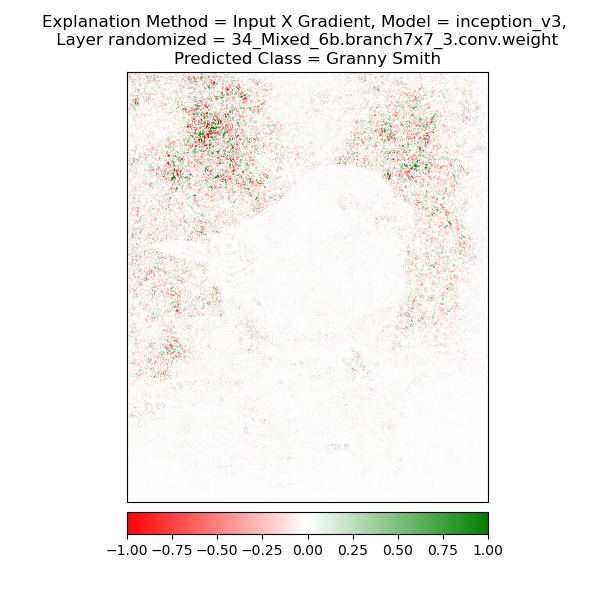 Explanation Method = Input X Gradient, Model = inception_v3,
Layer randomized = 34_Mixed_6b.branch7x7_3.conv.weight
Predicted Class = Granny Smith
−1.00 −0.75 −0.50 −0.25 0.00 0.25 0.50 0.75 1.00